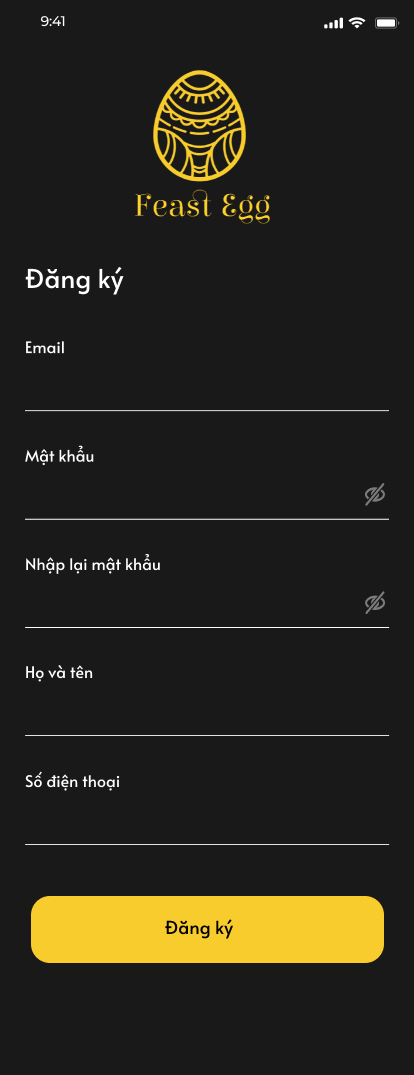 9:41
Feast Egg
Đăng ký
Email
Mật khẩu
Nhập lại mật khẩu
Họ và tên
Số điện thoại
Đăng ký